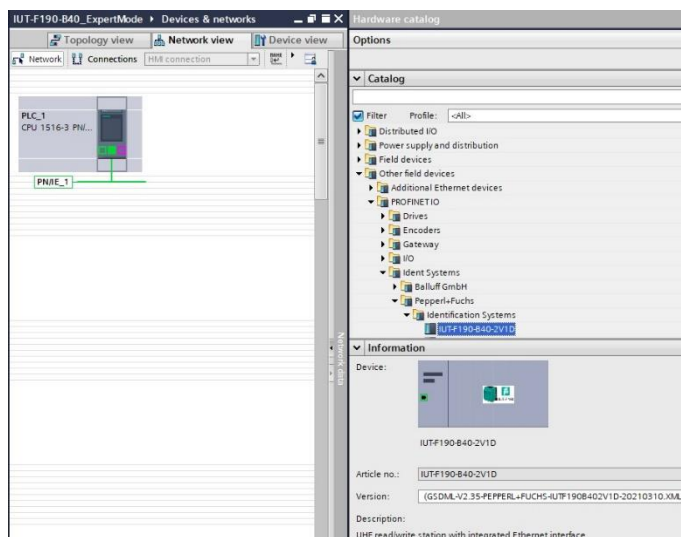 IUT-F190-B40_ExpertMode ▸ Devices & networks
Topology view
Network view
Device view
Network
Connections
HMI connection
PLC_1
CPU 1516-3 PN/...
PN/IE_1
Network data
Hardware catalog
Options
Catalog
Filter Profile: <All>
Distributed I/O
Power supply and distribution
Field devices
Other field devices
Additional Ethernet devices
PROFINET IO
Drives
Encoders
Gateway
I/O
Ident Systems
Balluff GmbH
Pepperl+Fuchs
Identification Systems
IUT-F190-B40-2V1D
Information
Device:
IUT-F190-B40-2V1D
Article no.: IUT-F190-B40-2V1D
Version: (GSDML-V2.35-PEPPERL+FUCHS-IUTF190B402V1D-20210310.XML
Description:
UHF read/write station with integrated Ethernet interface